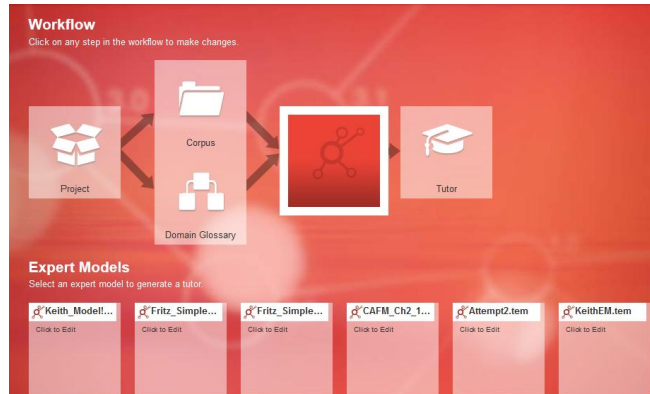 Workflow
Click on any step in the workflow to make changes.
Corpus
Project
Tutor
Domain Glossary
Expert Models
Select an expert model to generate a tutor.
Keith_Model!... Fritz_Simple... Fritz_Simple... CAFM_Ch2_1... Attempt2.tem KeithEM.tem
Click to Edit Click to Edit Click to Edit Click to Edit Click to Edit Click to Edit